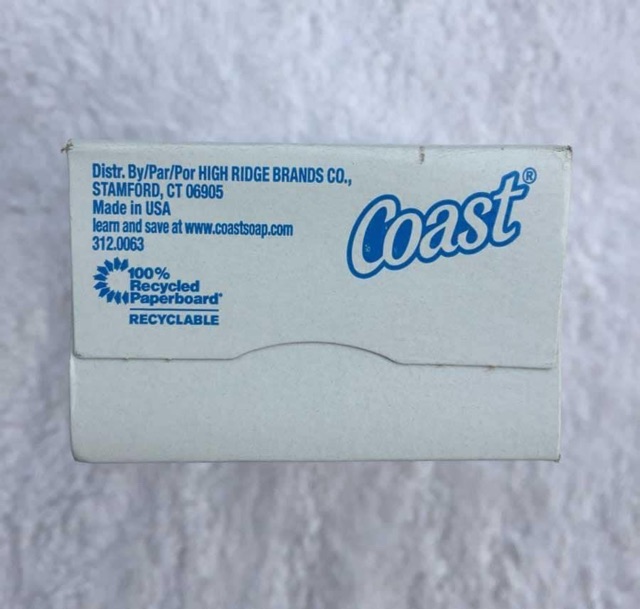 Distr. By/Par/Por HIGH RIDGE BRANDS CO.,
STAMFORD, CT 06905
Made in USA
learn and save at www.coastsoap.com
312.0063
100%
Recycled
Paperboard*
RECYCLABLE
Coast®